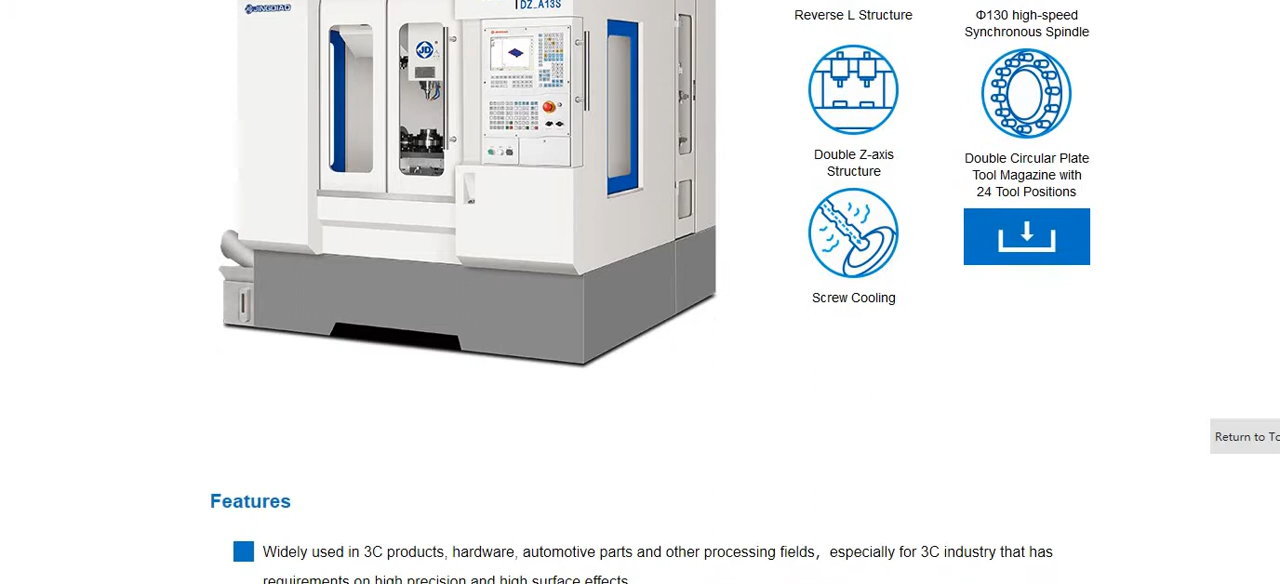 JINGDIAO
DZ_A13S
JD
Reverse L Structure
Φ130 high-speed
Synchronous Spindle
Double Z-axis
Structure
Double Circular Plate
Tool Magazine with
24 Tool Positions
Screw Cooling
Return to To
Features
Widely used in 3C products, hardware, automotive parts and other processing fields，especially for 3C industry that has
requirements on high precision and high surface effects.